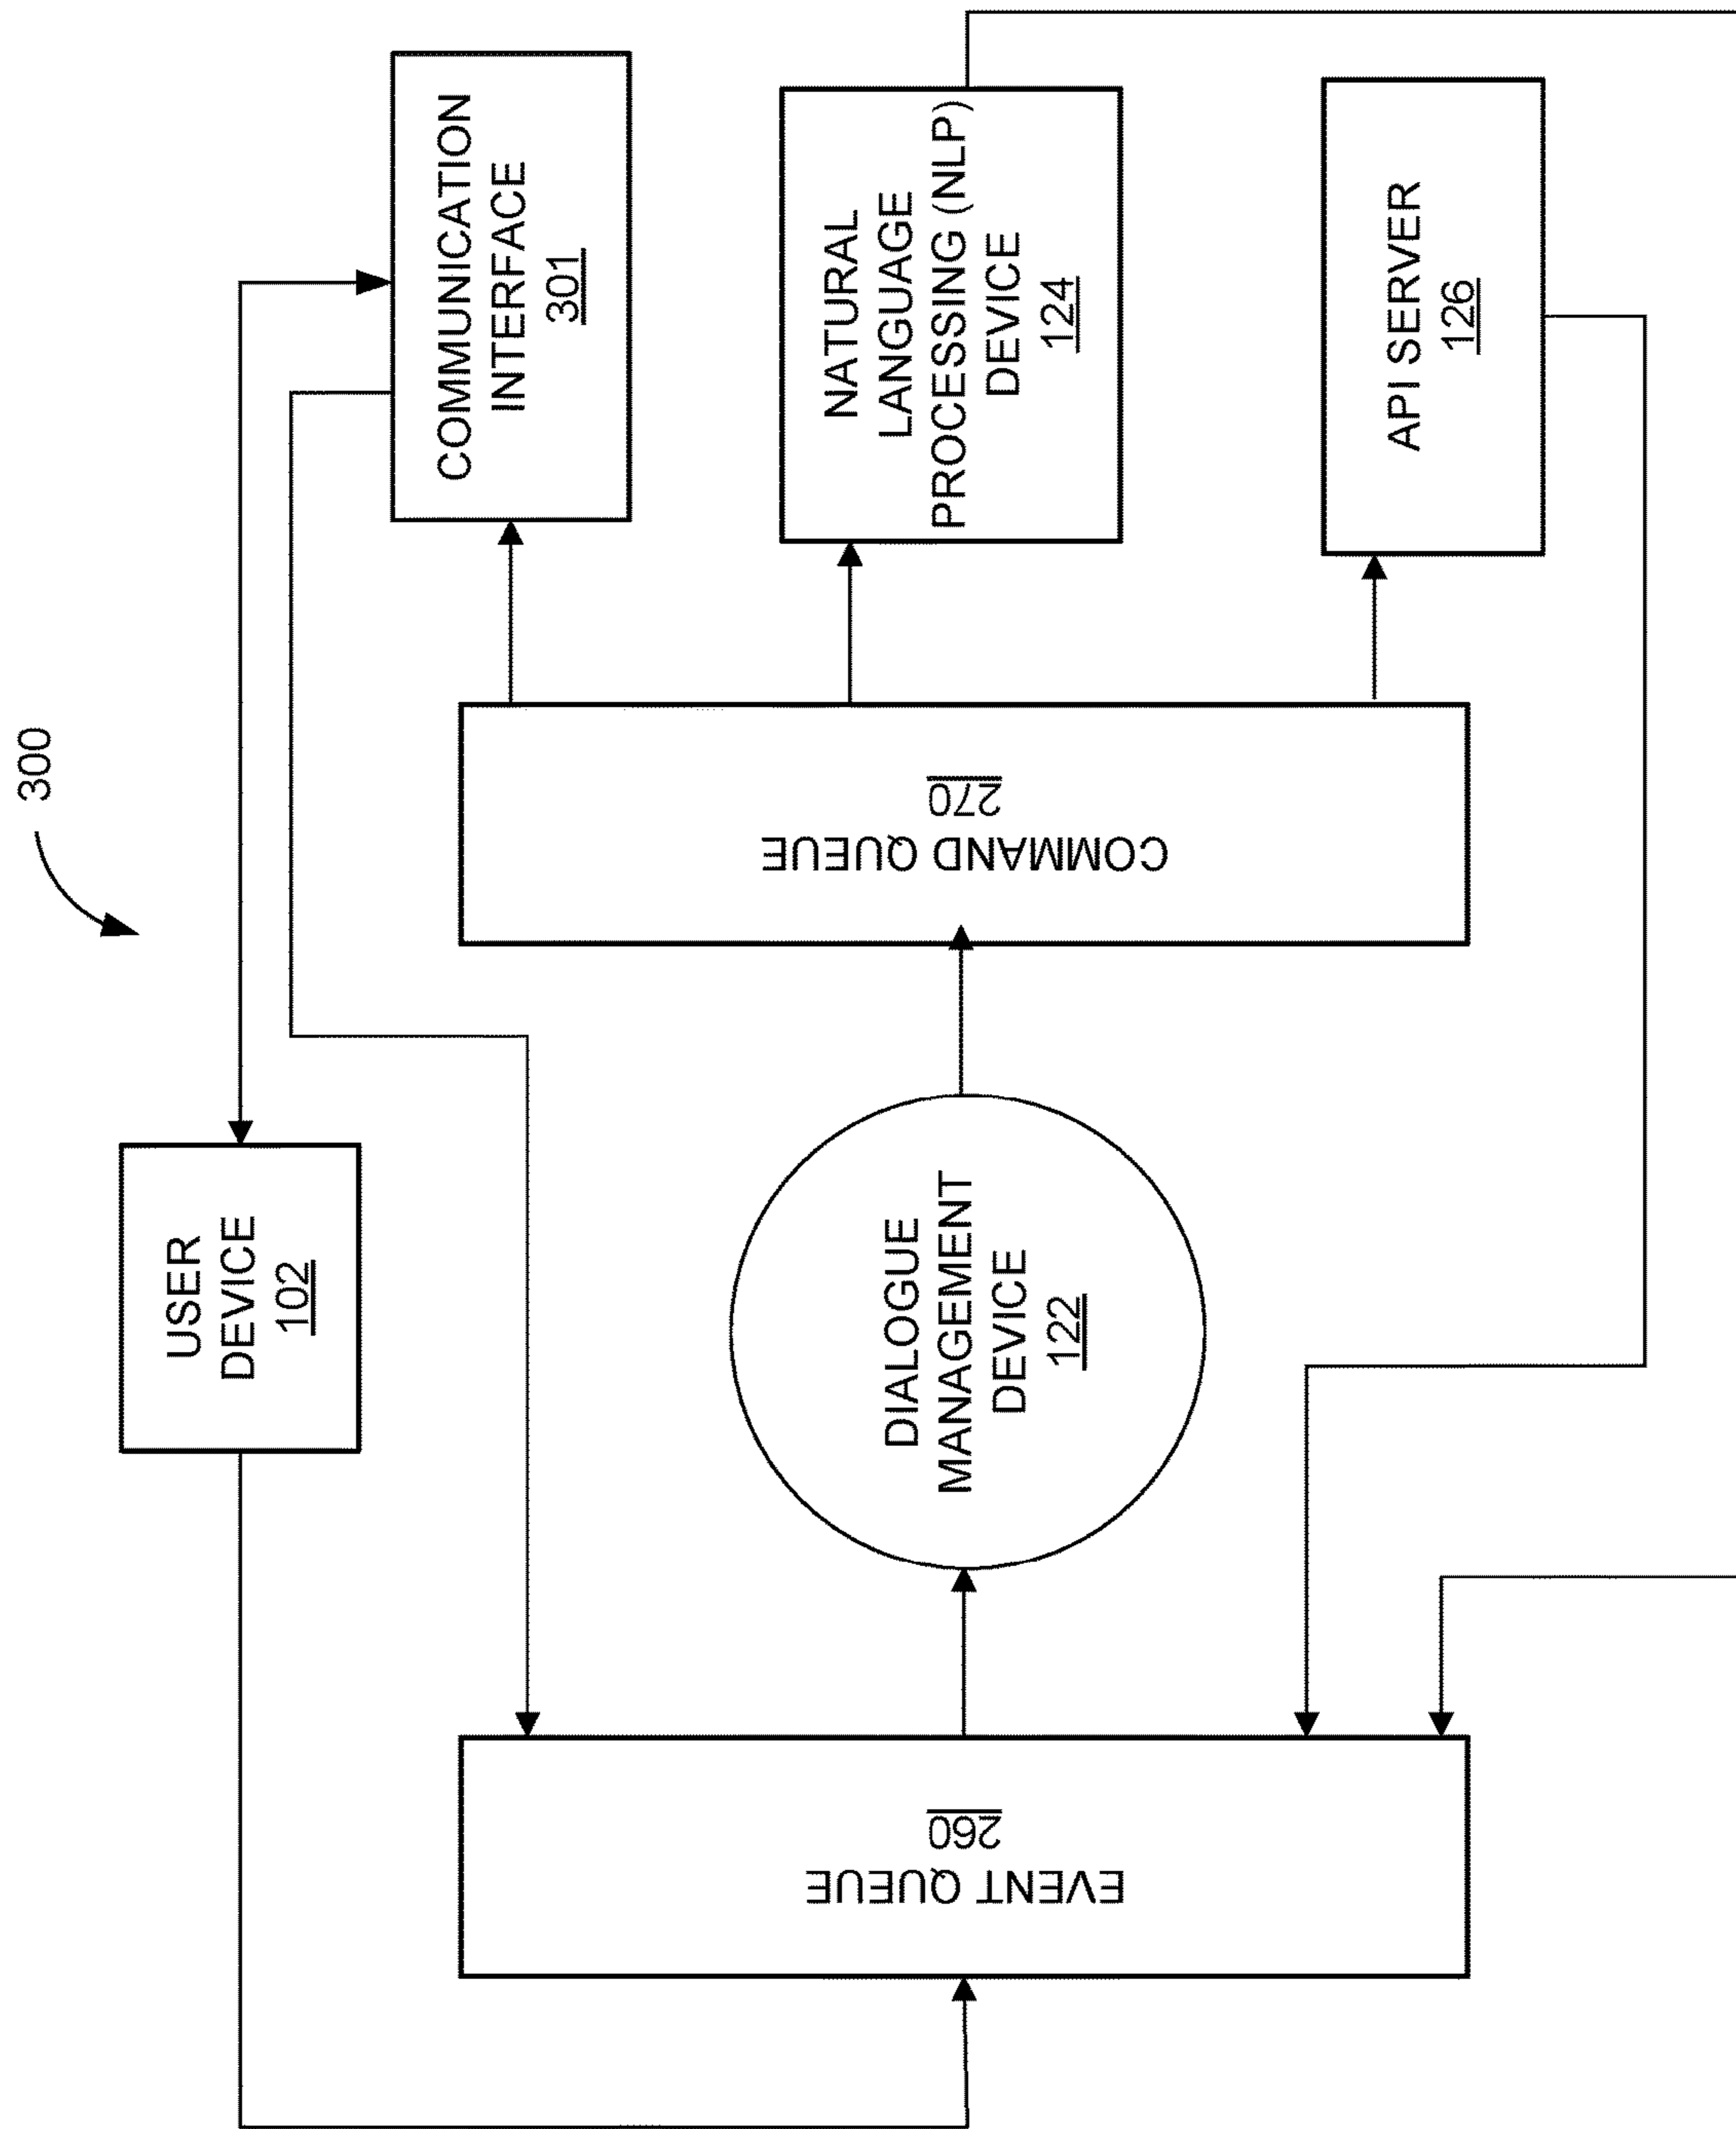 300
USER
DEVICE
102
COMMUNICATION
INTERFACE
301
EVENT QUEUE
260
DIALOGUE
MANAGEMENT
DEVICE
122
COMMAND QUEUE
270
NATURAL
LANGUAGE
PROCESSING (NLP)
DEVICE
124
API SERVER
126